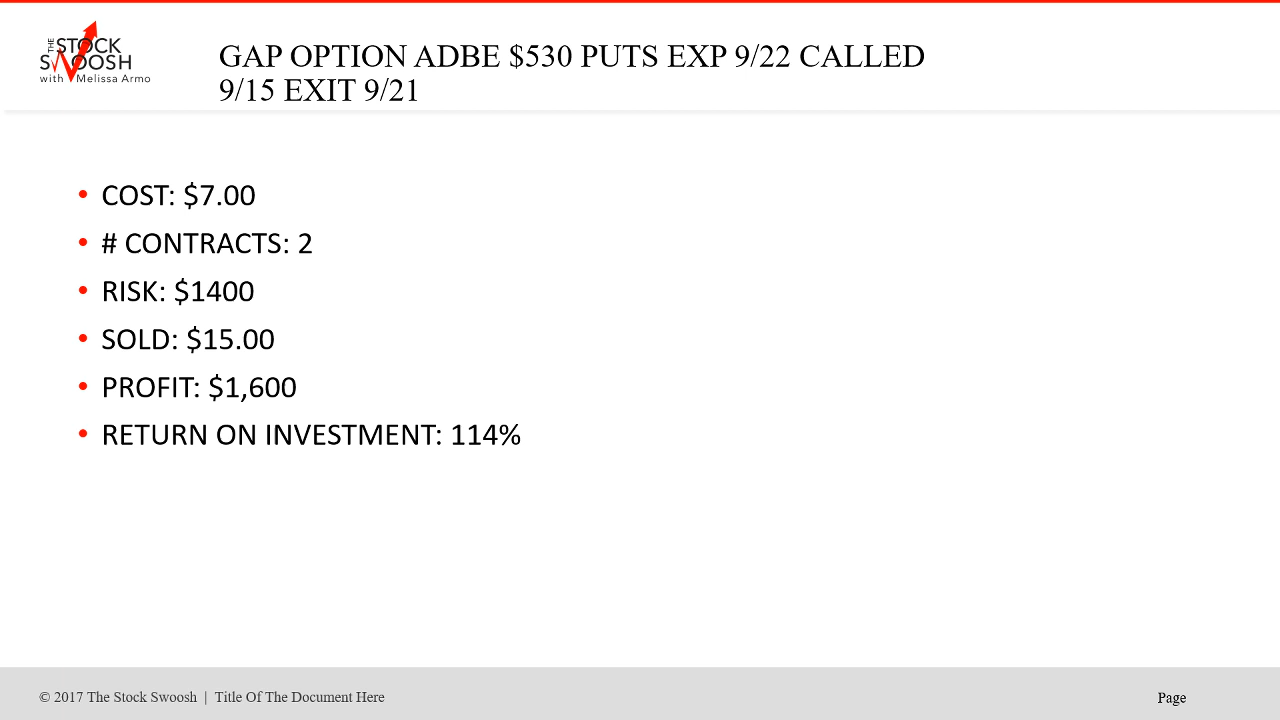 THE
STOCK
SWOOSH
with Melissa Armo
GAP OPTION ADBE $530 PUTS EXP 9/22 CALLED
9/15 EXIT 9/21
• COST: $7.00
• # CONTRACTS: 2
• RISK: $1400
• SOLD: $15.00
• PROFIT: $1,600
• RETURN ON INVESTMENT: 114%
© 2017 The Stock Swoosh | Title Of The Document Here
Page